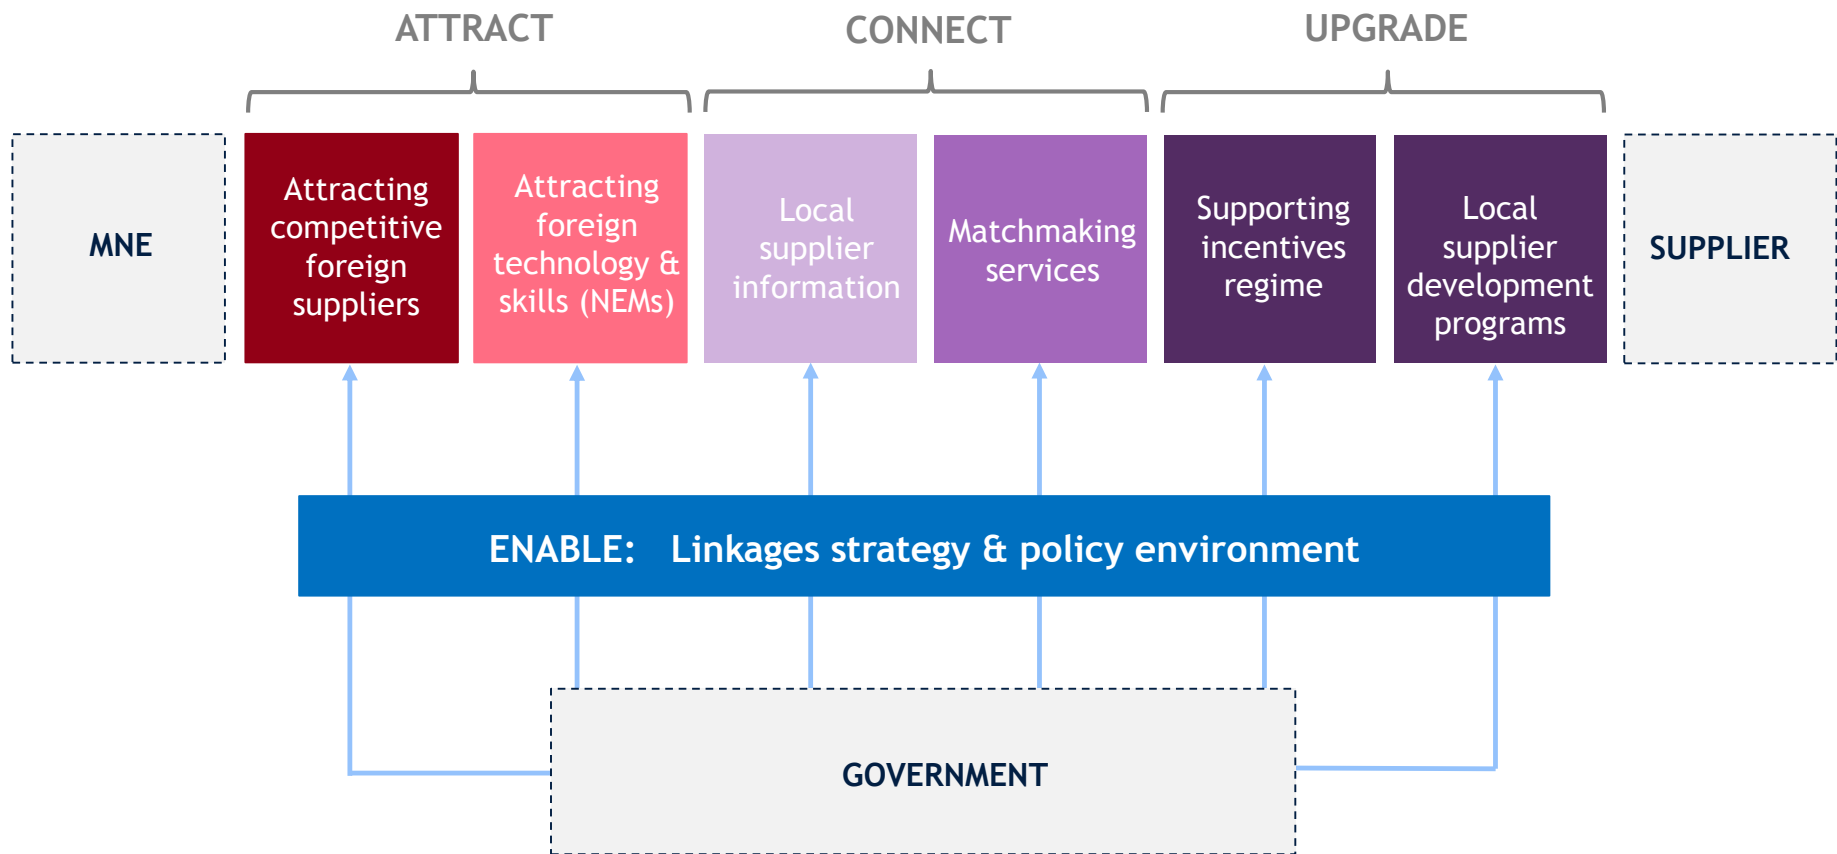 ATTRACT
CONNECT
UPGRADE
MNE
Attracting
competitive
foreign
suppliers
Attracting
foreign
technology &
skills (NEMs)
Local
supplier
information
Matchmaking
services
Supporting
incentives
regime
Local
supplier
development
programs
SUPPLIER
ENABLE: Linkages strategy & policy environment
GOVERNMENT